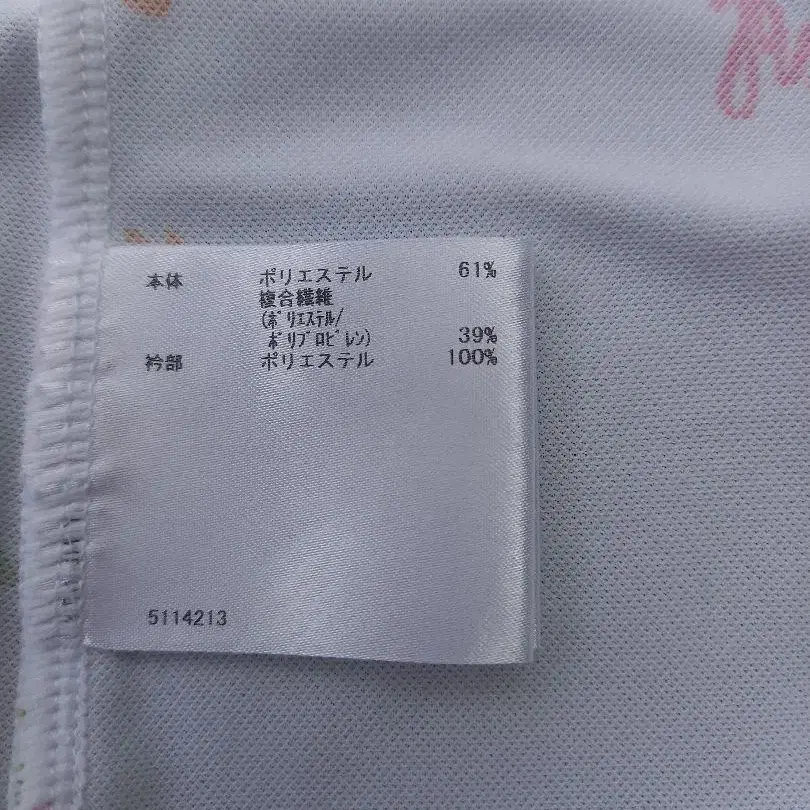 本体 ポリエステル 61%
複合繊維
(ポリエステル/
ポリプロピレン) 39%
衿部 ポリエステル 100%
5114213